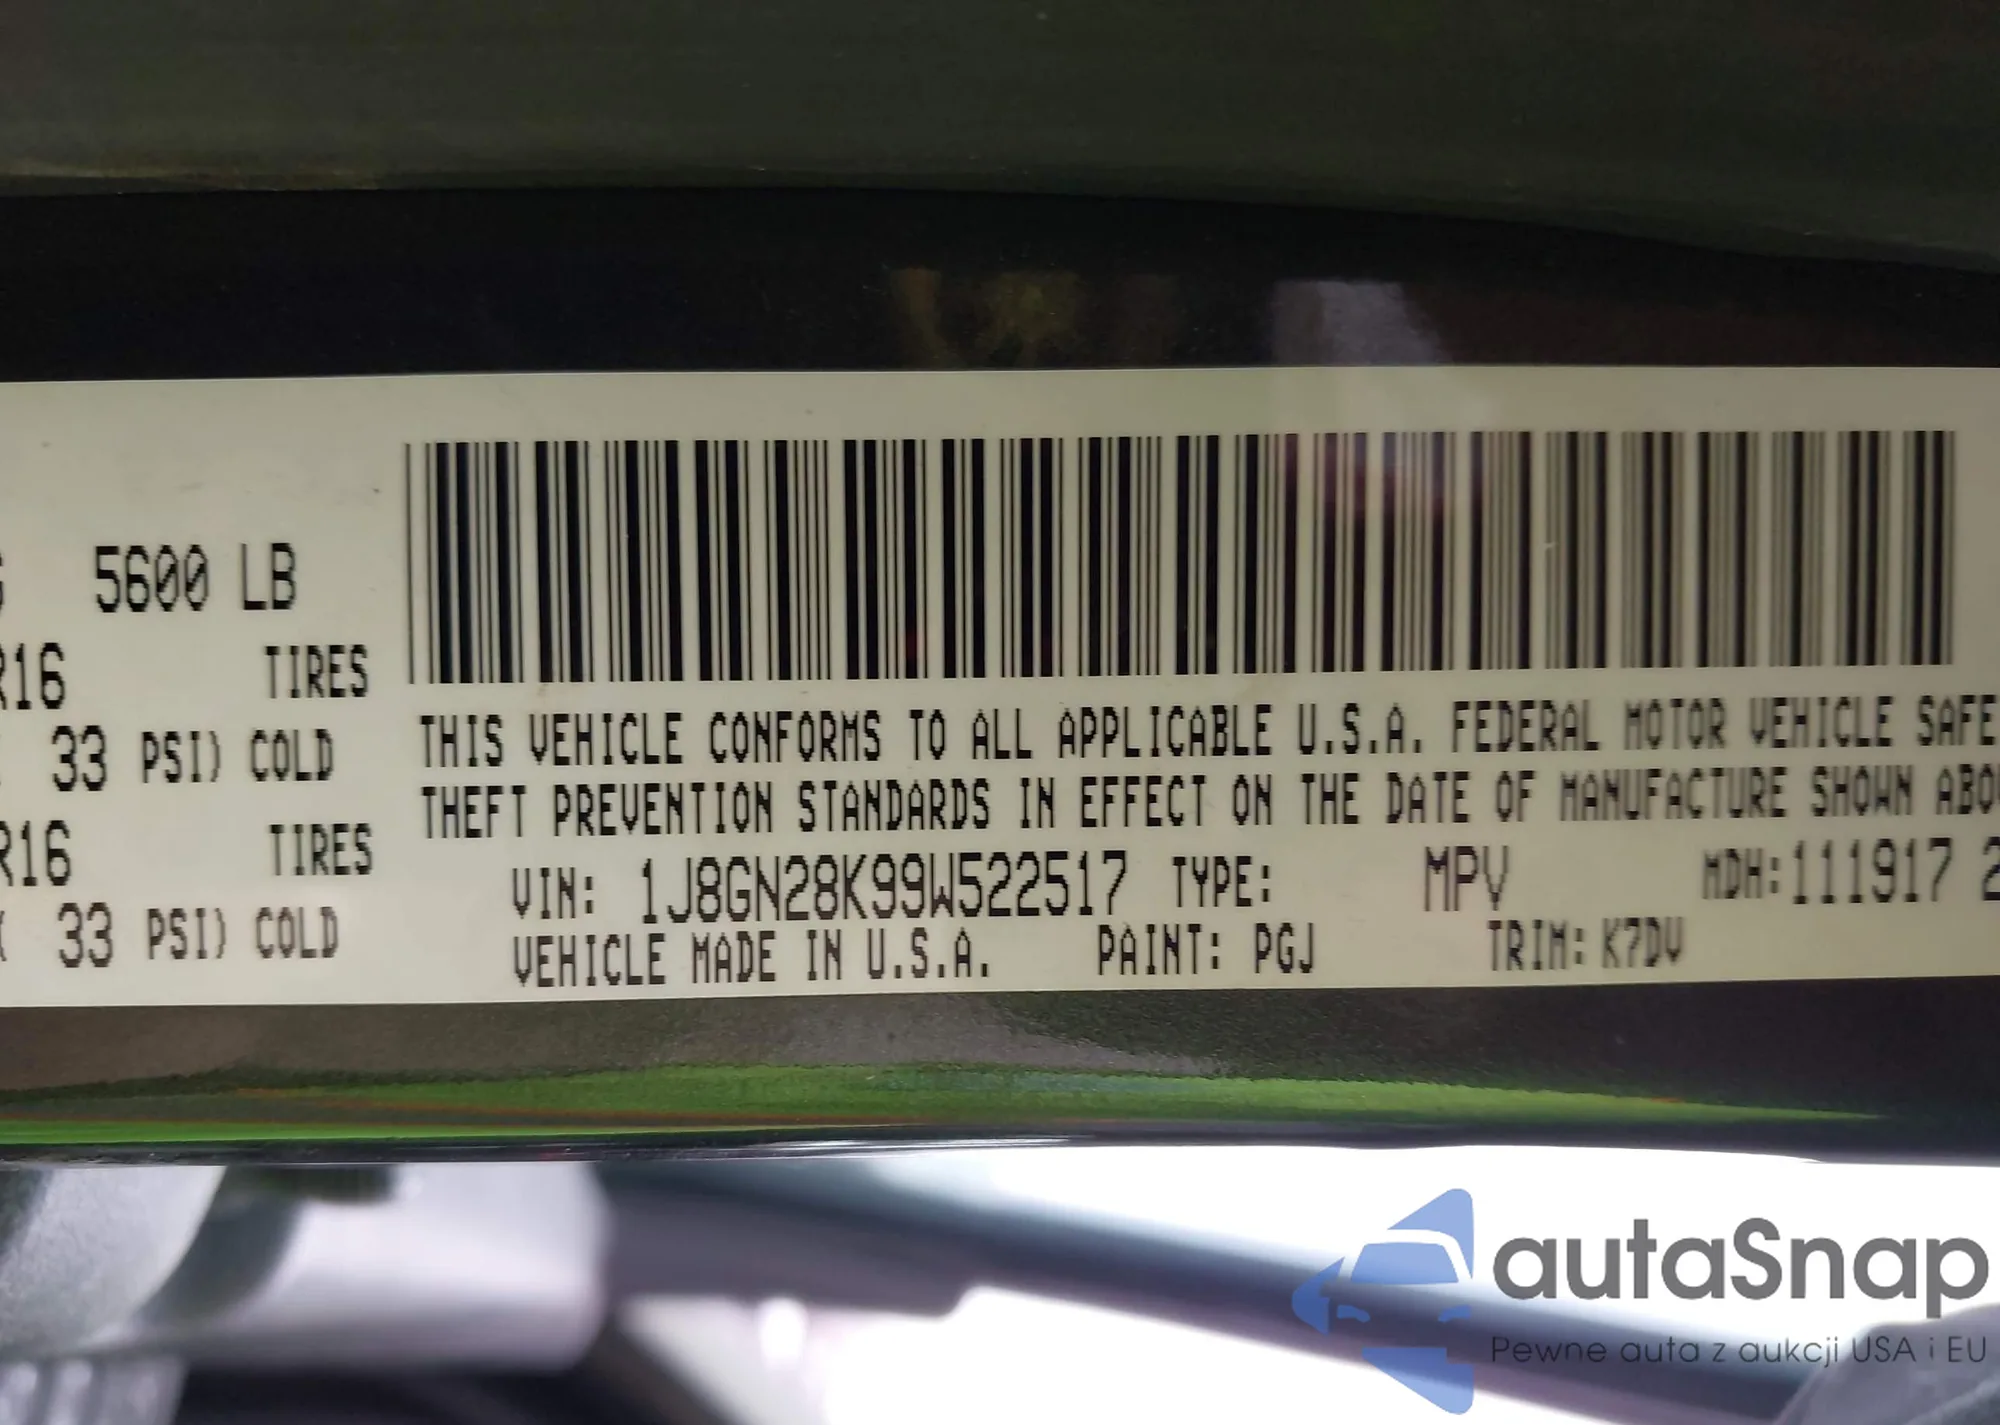 5600 LB
R16 TIRES
33 PSI) COLD
R16 TIRES
33 PSI) COLD
THIS VEHICLE CONFORMS TO ALL APPLICABLE U.S.A. FEDERAL MOTOR VEHICLE SAFE
THEFT PREVENTION STANDARDS IN EFFECT ON THE DATE OF MANUFACTURE SHOWN ABO
VIN: 1J8GN28K99W522517 TYPE: MPV MDH:111917 2
VEHICLE MADE IN U.S.A. PAINT: PGJ TRIM: K7DV
autaSnap
Pewne auta z aukcji USA i EU